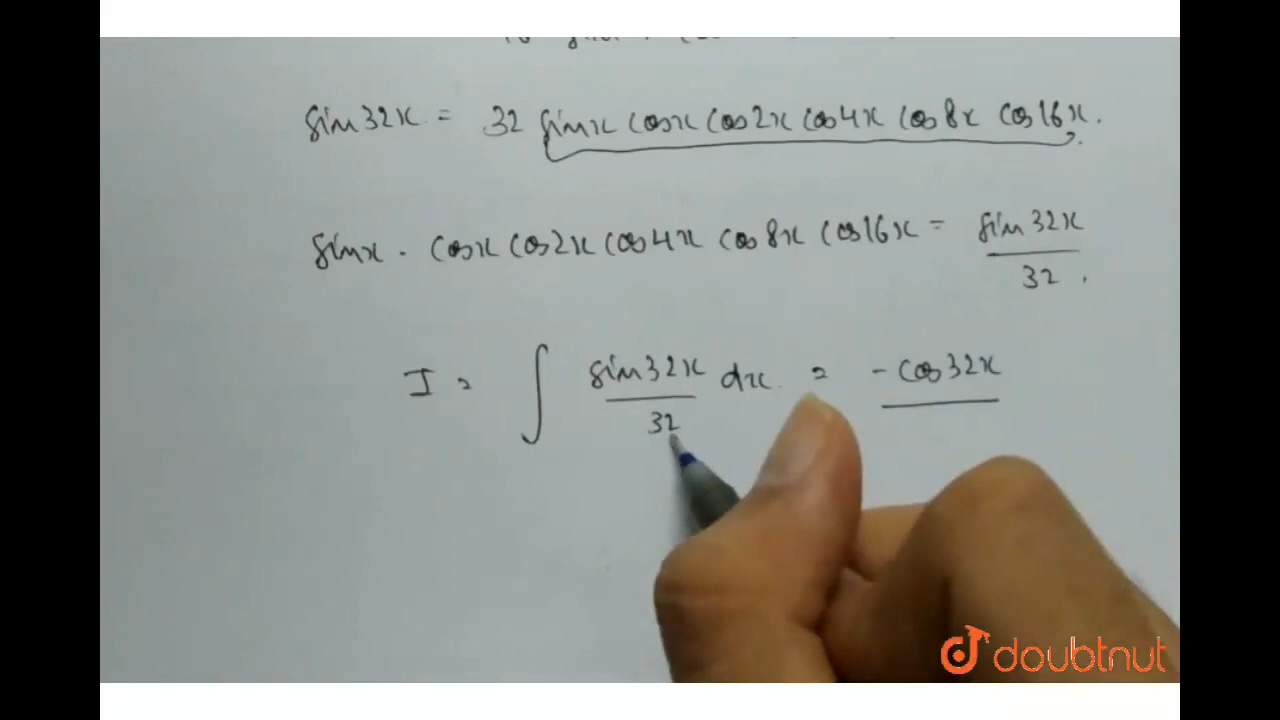 sin32x = 32 sinx cosx cos2x cos4x cos8x cos16x.
sinx . cosx cos2x cos4x cos8x cos16x = sin32x / 32 .
I = ∫ sin32x / 32 dx = -cos32x
doubtnut